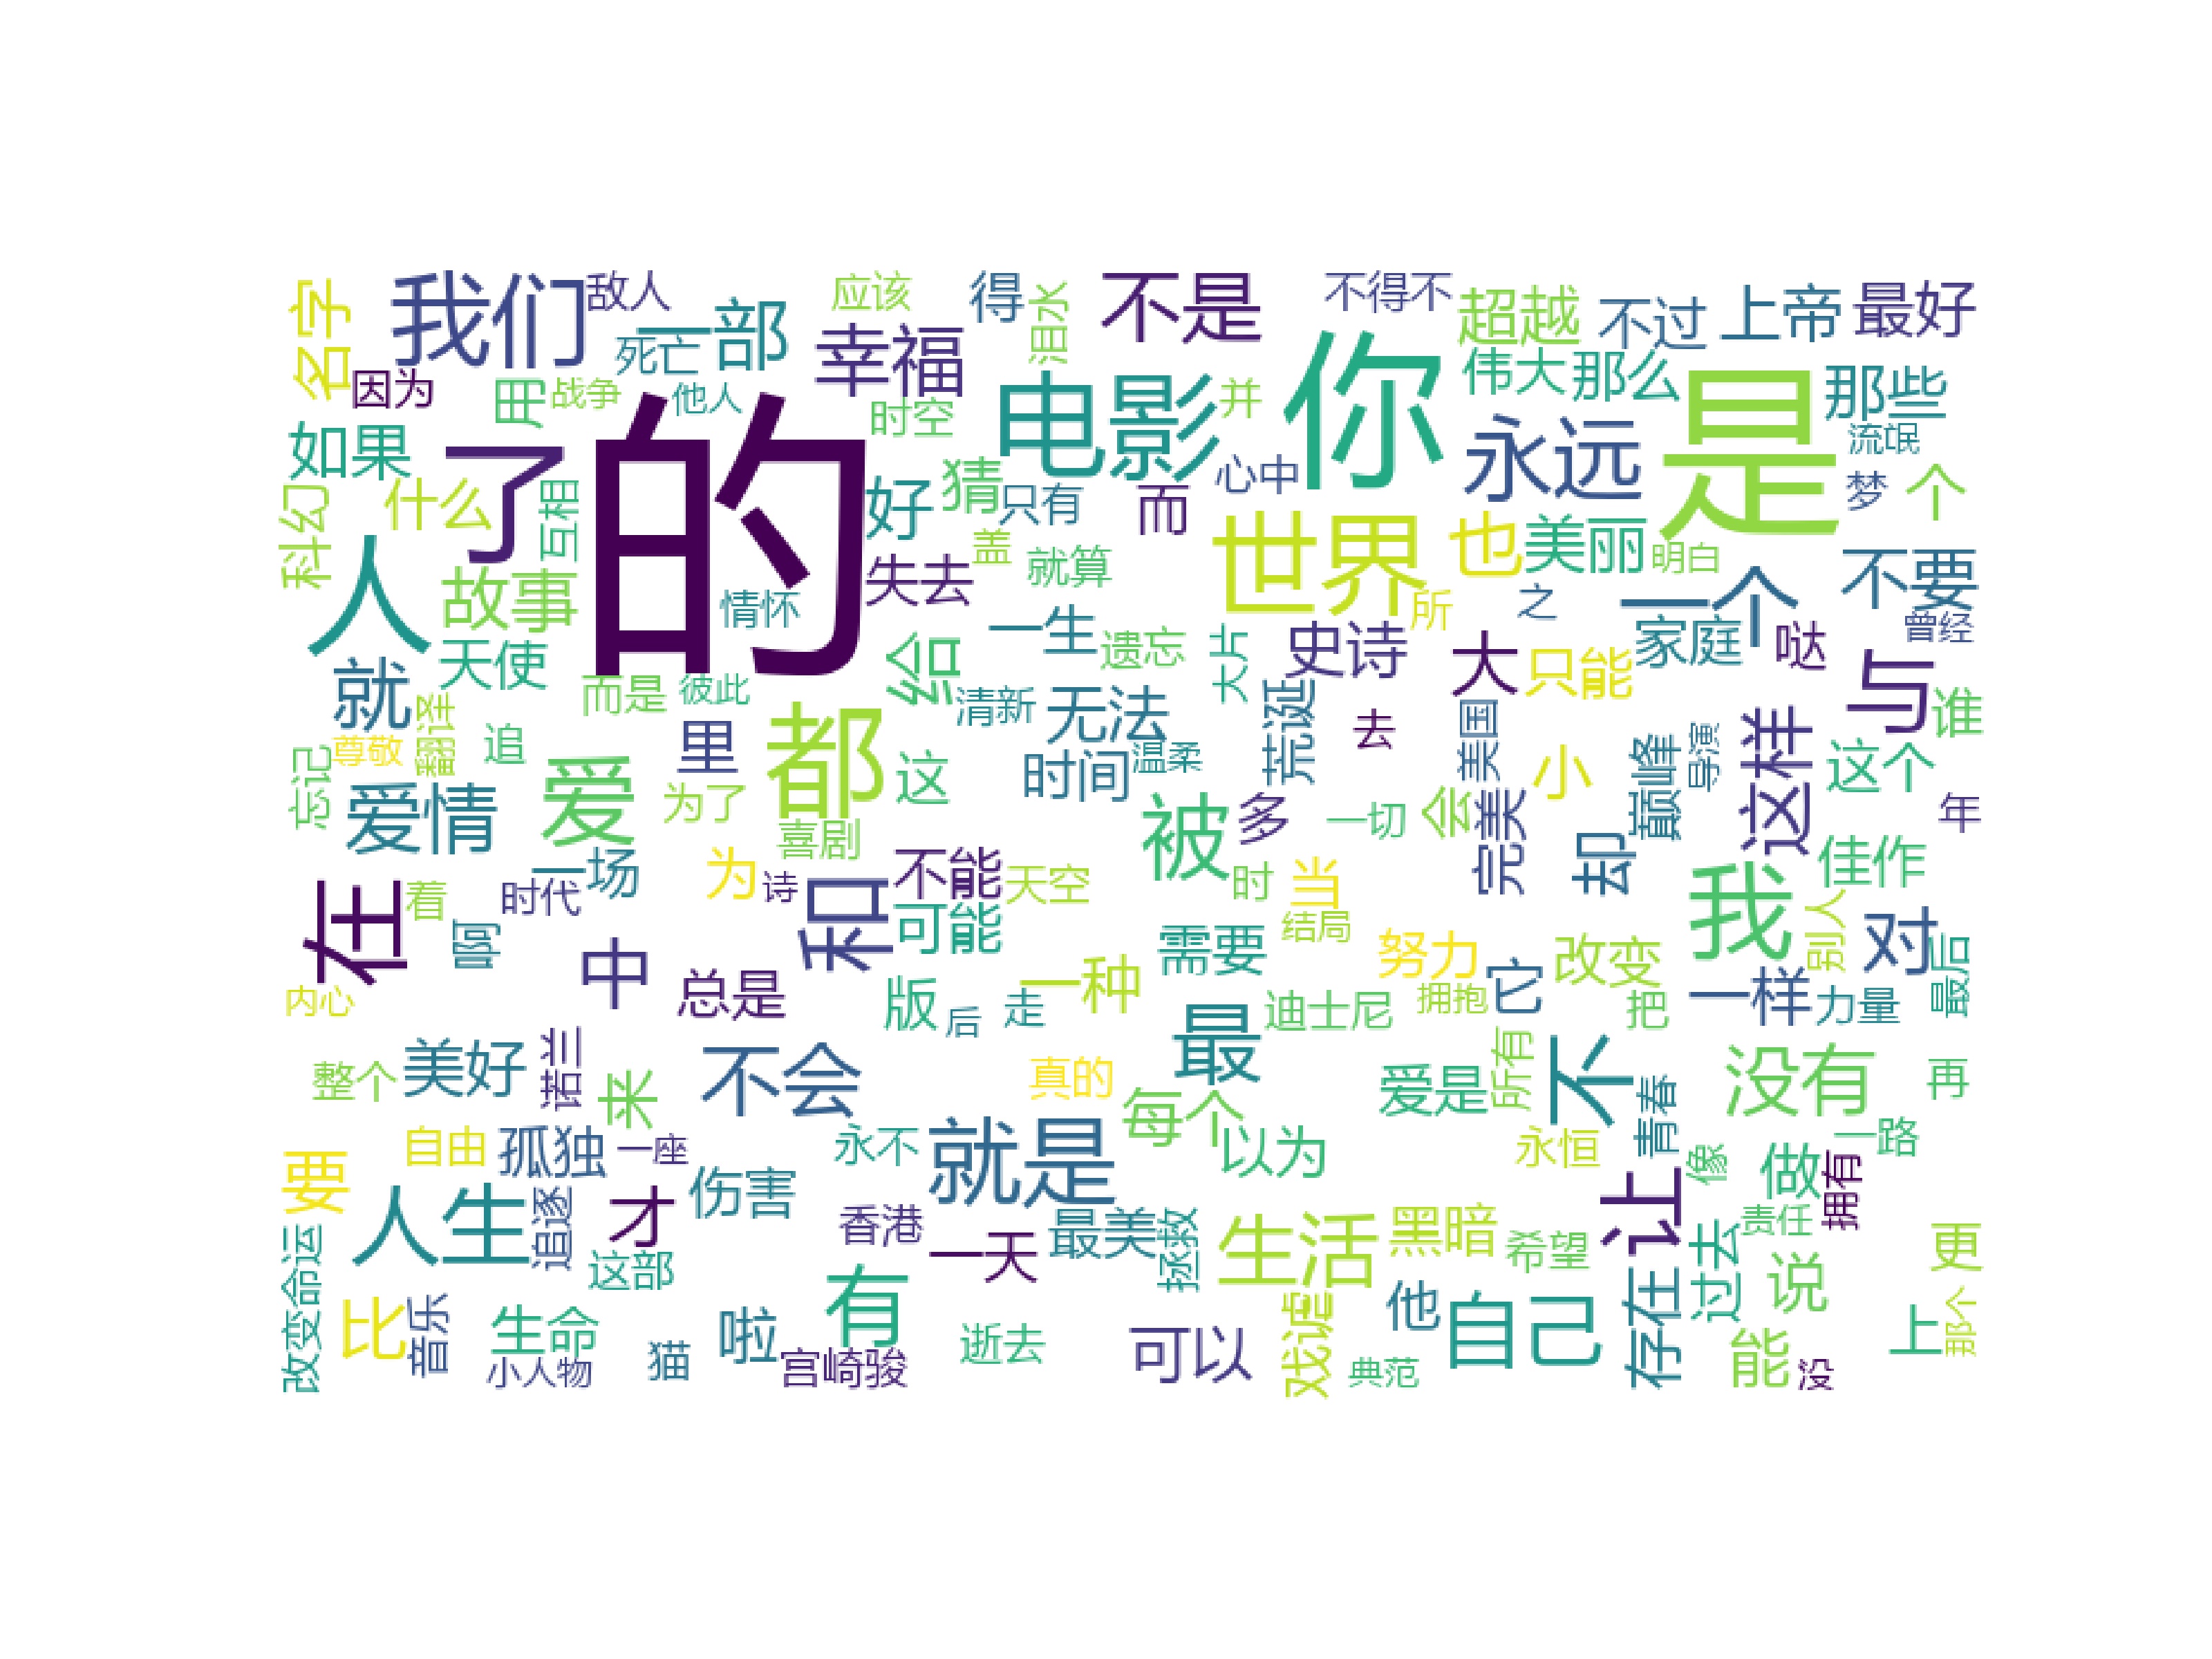 名字
我们
敌人
应该
得
泪水
不是
不得不
超越
不过
上帝
最好
因为
死亡
一部
幸福
电影
你
伟大
那么
那些
用
战争
他人
时空
并
如果
了
的
好
猜
只有
而
心中
永远
是
流氓
梦
个
科幻
什么
互相
盖
就算
世界
也
美丽
明白
不要
人
故事
情怀
失去
一生
遗忘
大片
所
之
一个
曾经
天使
就
而是
彼此
给
清新
无法
史诗
荒诞
大
只能
家庭
哒
与
谁
尊敬
翻译
追
里
都
这
时间
温柔
去
美国
小
巅峰
导演
这样
这个
忘记
爱情
爱
为了
喜剧
被
多
一切
会
完美
却
年
佳作
在
着
时代
一场
为
诗
和
不能
天空
时
当
我
别人
啊
中
可能
需要
结局
努力
它
改变
对
最后
内心
总是
版
后
走
一种
迪士尼
拥抱
把
一样
力量
整个
美好
诺兰
来
不会
真的
最
爱是
所有
不
没有
再
要
自由
孤独
一座
永不
就是
每个
以为
永恒
青春
像
做
一路
人生
追逐
才
伤害
香港
一天
最美
拯救
生活
黑暗
希望
让
过去
责任
拥有
更
改变命运
比
音乐
这部
生命
小人物
猫
啦
有
宫崎骏
逝去
可以
戏谑
典范
他
自己
存在
说
能
没
上
那个